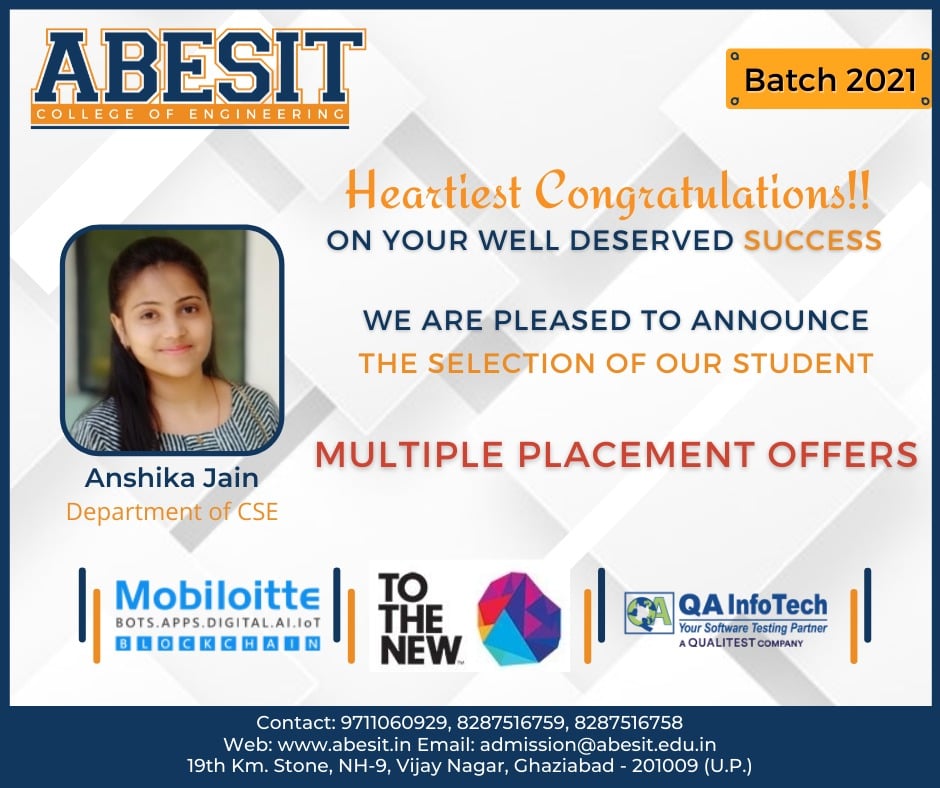 ABESIT
COLLEGE OF ENGINEERING
Batch 2021
Heartiest Congratulations!!
ON YOUR WELL DESERVED SUCCESS
WE ARE PLEASED TO ANNOUNCE
THE SELECTION OF OUR STUDENT
MULTIPLE PLACEMENT OFFERS
Anshika Jain
Department of CSE
Mobiloitte
BOTS.APPS.DIGITAL.AI.IoT
BLOCKCHAIN
TO
THE
NEW™
QA InfoTech
Your Software Testing Partner
A QUALITEST COMPANY
Contact: 9711060929, 8287516759, 8287516758
Web: www.abesit.in Email: admission@abesit.edu.in
19th Km. Stone, NH-9, Vijay Nagar, Ghaziabad - 201009 (U.P.)